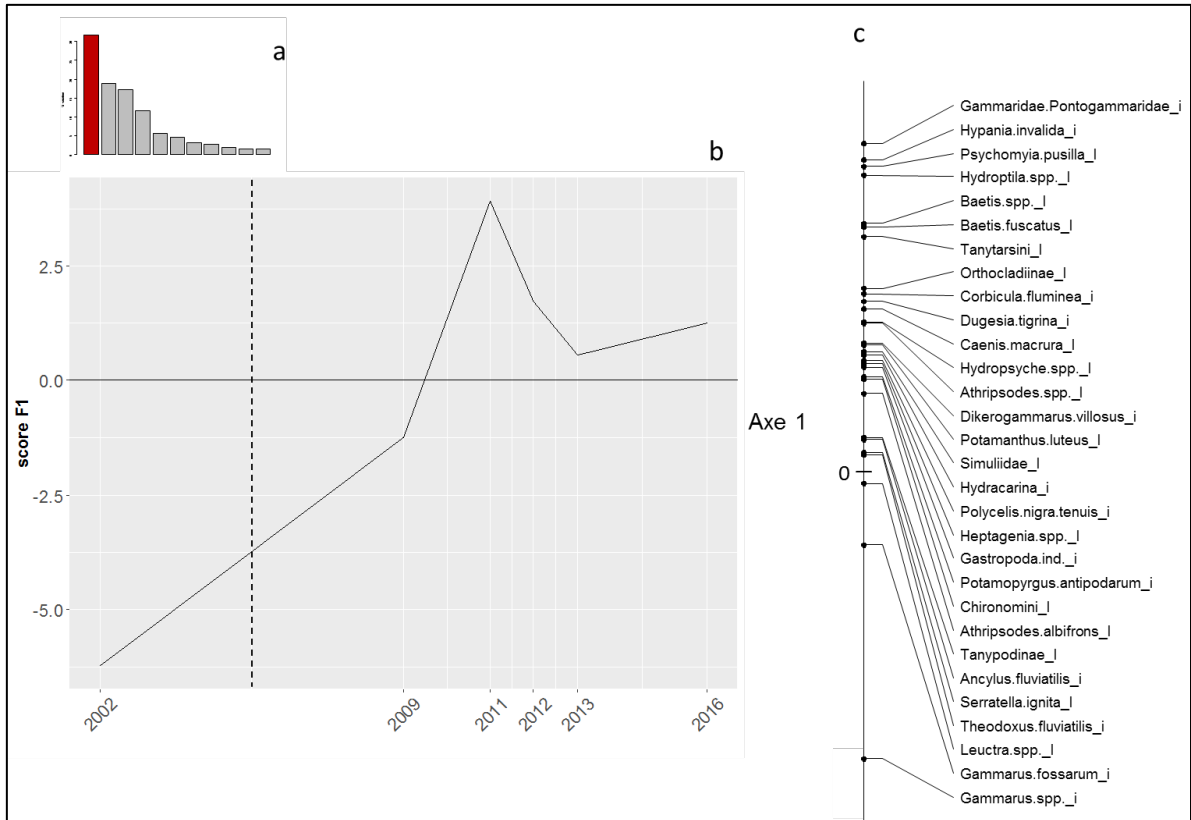 a
b
c
score F1
2.5
0.0
-2.5
-5.0
2002
2009
2011
2012
2013
2016
Axe 1
0
Gammaridae.Pontogammaridae_i
Hypania.invalida_i
Psychomyia.pusilla_l
Hydroptila.spp._l
Baetis.spp._l
Baetis.fuscatus_l
Tanytarsini_l
Orthocladiinae_l
Corbicula.fluminea_i
Dugesia.tigrina_i
Caenis.macrura_l
Hydropsyche.spp._l
Athripsodes.spp._l
Dikerogammarus.villosus_i
Potamanthus.luteus_l
Simuliidae_l
Hydracarina_i
Polycelis.nigra.tenuis_i
Heptagenia.spp._l
Gastropoda.ind._i
Potamopyrgus.antipodarum_i
Chironomini_l
Athripsodes.albifrons_l
Tanypodinae_l
Ancylus.fluviatilis_i
Serratella.ignita_l
Theodoxus.fluviatilis_i
Leuctra.spp._l
Gammarus.fossarum_i
Gammarus.spp._i